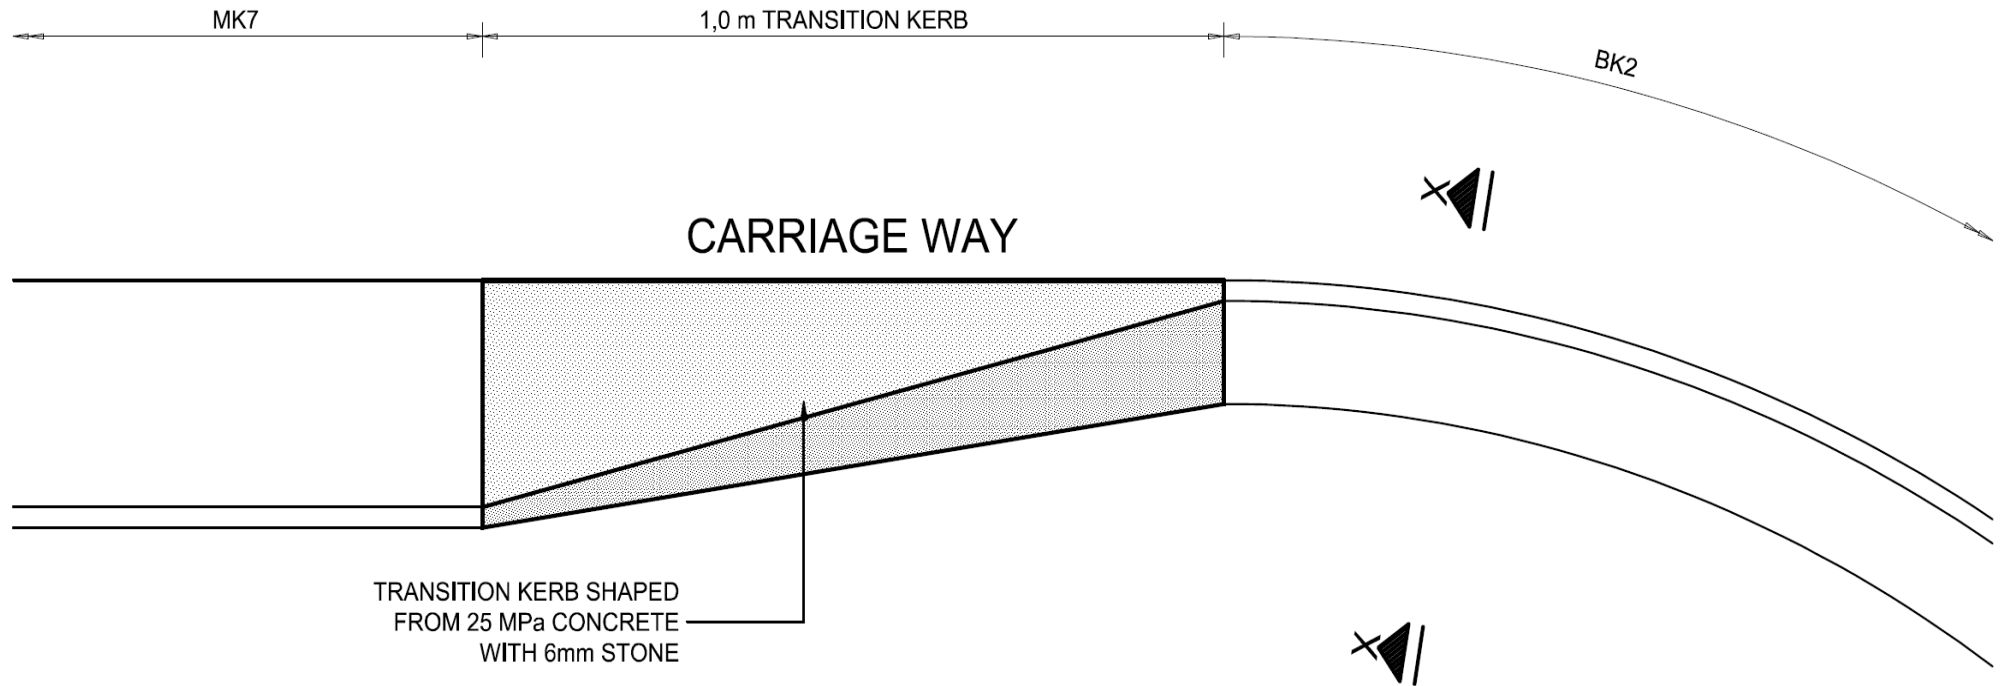 MK7
1,0 m TRANSITION KERB
BK2
X
CARRIAGE WAY
TRANSITION KERB SHAPED
FROM 25 MPa CONCRETE
WITH 6mm STONE
X